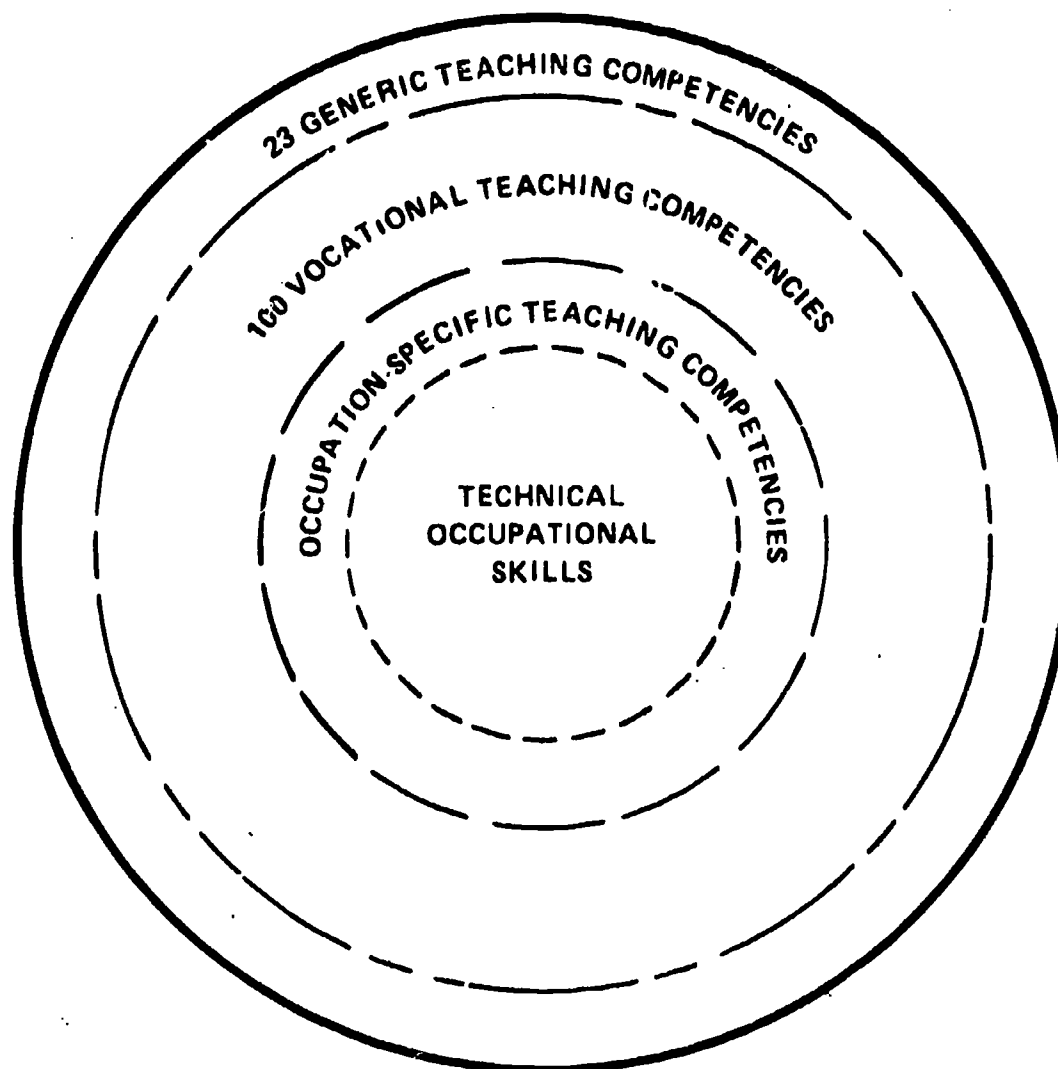 23 GENERIC TEACHING COMPETENCIES
100 VOCATIONAL TEACHING COMPETENCIES
OCCUPATION-SPECIFIC TEACHING COMPETENCIES
TECHNICAL
OCCUPATIONAL
SKILLS